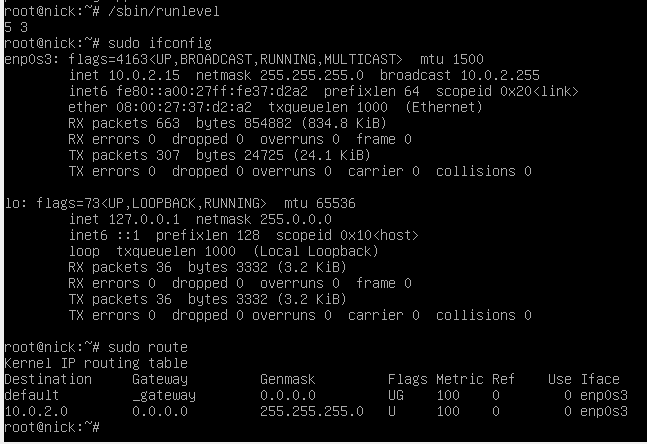 root@nick:~# /sbin/runlevel
5 3
root@nick:~# sudo ifconfig
enp0s3: flags=4163<UP,BROADCAST,RUNNING,MULTICAST>  mtu 1500
        inet 10.0.2.15  netmask 255.255.255.0  broadcast 10.0.2.255
        inet6 fe80::a00:27ff:fe37:d2a2  prefixlen 64  scopeid 0x20<link>
        ether 08:00:27:37:d2:a2  txqueuelen 1000  (Ethernet)
        RX packets 663  bytes 854882 (834.8 KiB)
        RX errors 0  dropped 0  overruns 0  frame 0
        TX packets 307  bytes 24725 (24.1 KiB)
        TX errors 0  dropped 0 overruns 0  carrier 0  collisions 0

lo: flags=73<UP,LOOPBACK,RUNNING>  mtu 65536
        inet 127.0.0.1  netmask 255.0.0.0
        inet6 ::1  prefixlen 128  scopeid 0x10<host>
        loop  txqueuelen 1000  (Local Loopback)
        RX packets 36  bytes 3332 (3.2 KiB)
        RX errors 0  dropped 0  overruns 0  frame 0
        TX packets 36  bytes 3332 (3.2 KiB)
        TX errors 0  dropped 0 overruns 0  carrier 0  collisions 0

root@nick:~# sudo route
Kernel IP routing table
Destination     Gateway         Genmask         Flags Metric Ref    Use Iface
default         _gateway        0.0.0.0         UG    100    0        0 enp0s3
10.0.2.0        0.0.0.0         255.255.255.0   U     100    0        0 enp0s3
root@nick:~#